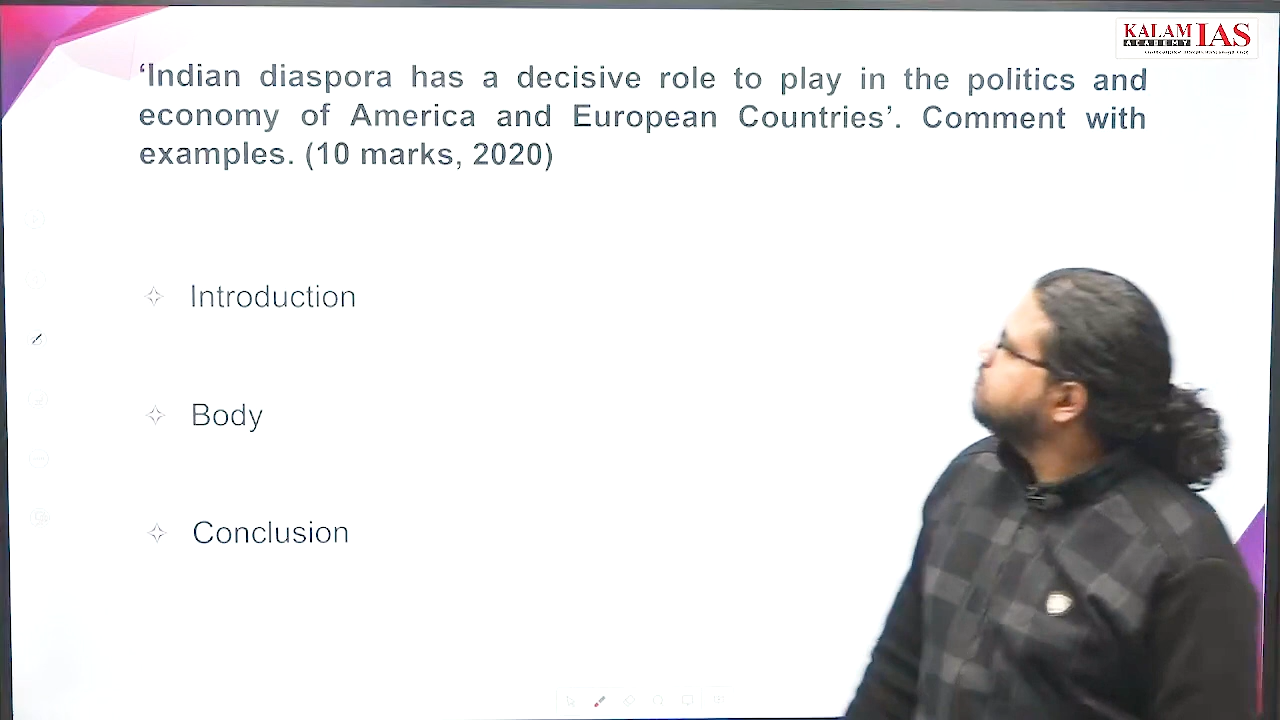 KALAM IAS
ACADEMY
‘Indian diaspora has a decisive role to play in the politics and
economy of America and European Countries’. Comment with
examples. (10 marks, 2020)
Introduction
Body
Conclusion